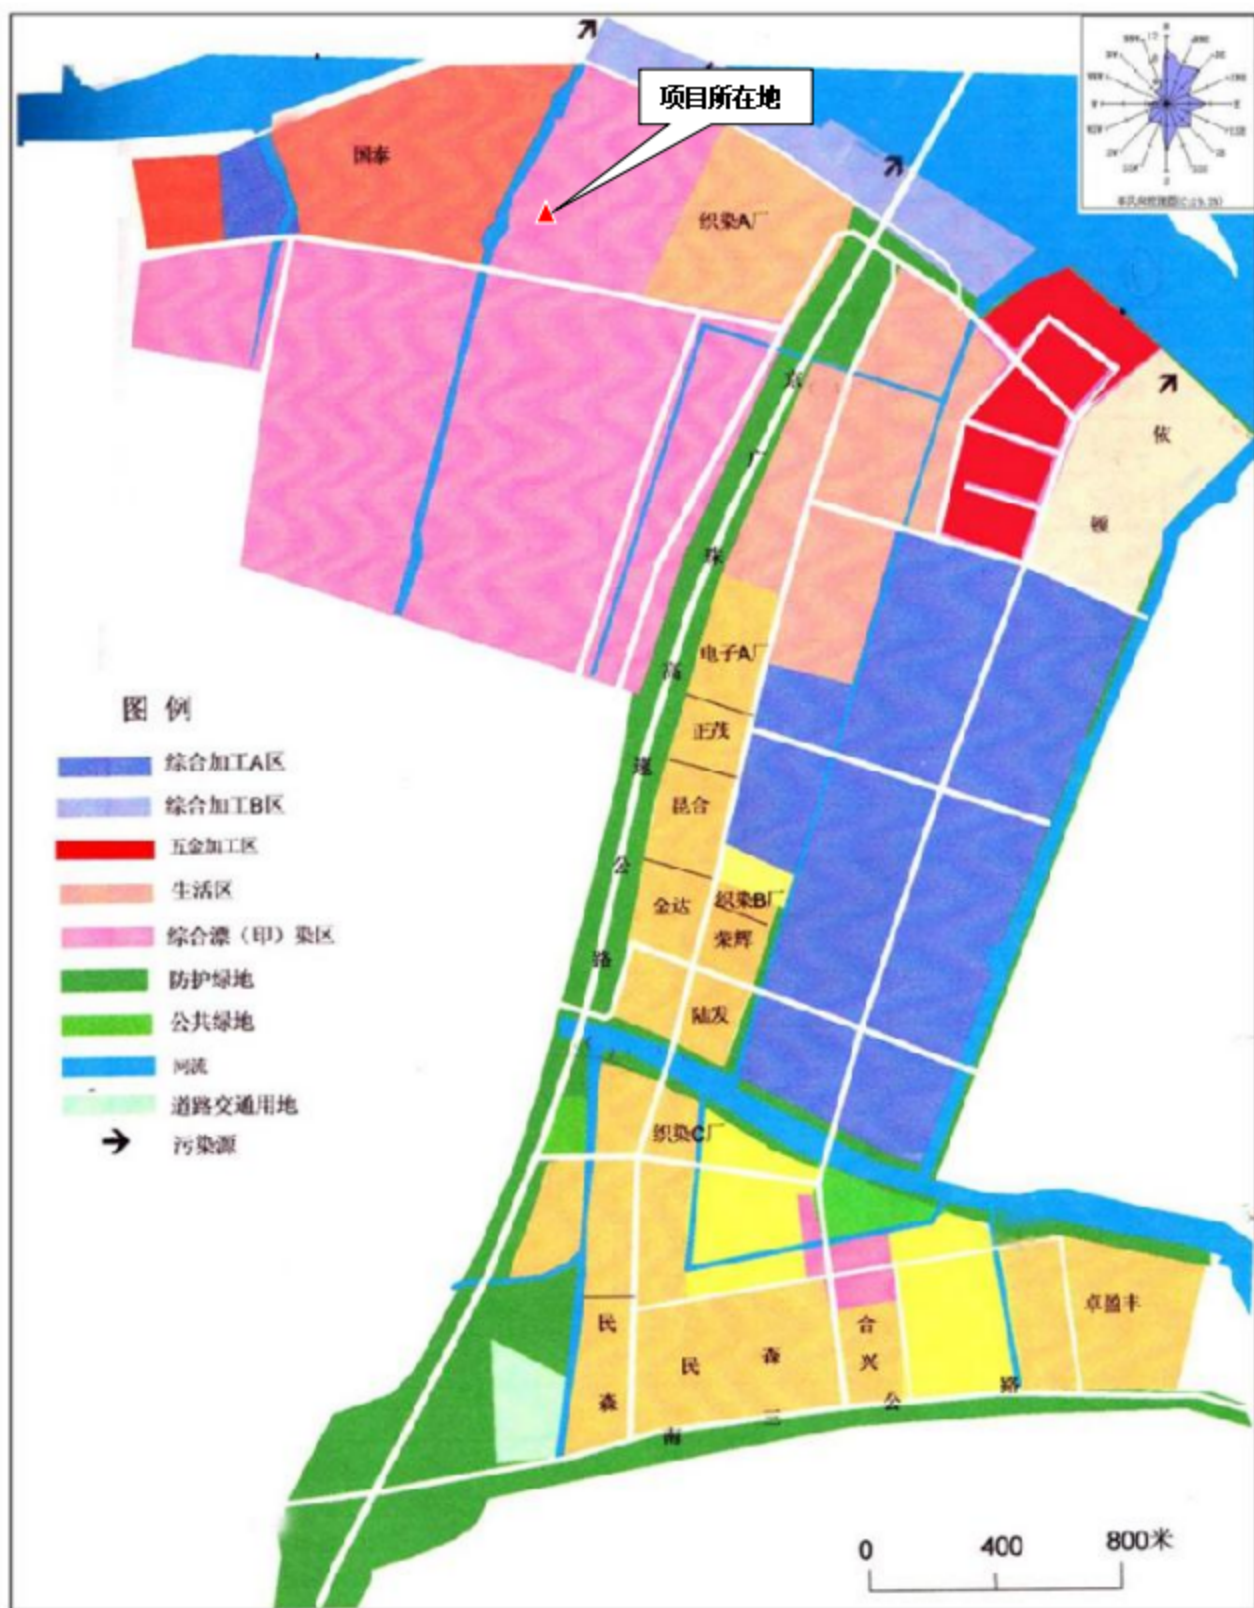 项目所在地
国泰
织染A厂
依
顿
京
广
珠
高
速
公
路
电子A厂
正茂
昆合
金达
织染B厂
荣辉
陆发
织染C厂
卓盈丰
民
森
民森
合
兴
南三公路
图例
综合加工A区
综合加工B区
五金加工区
生活区
综合漂（印）染区
防护绿地
公共绿地
河流
道路交通用地
污染源
0 400 800米